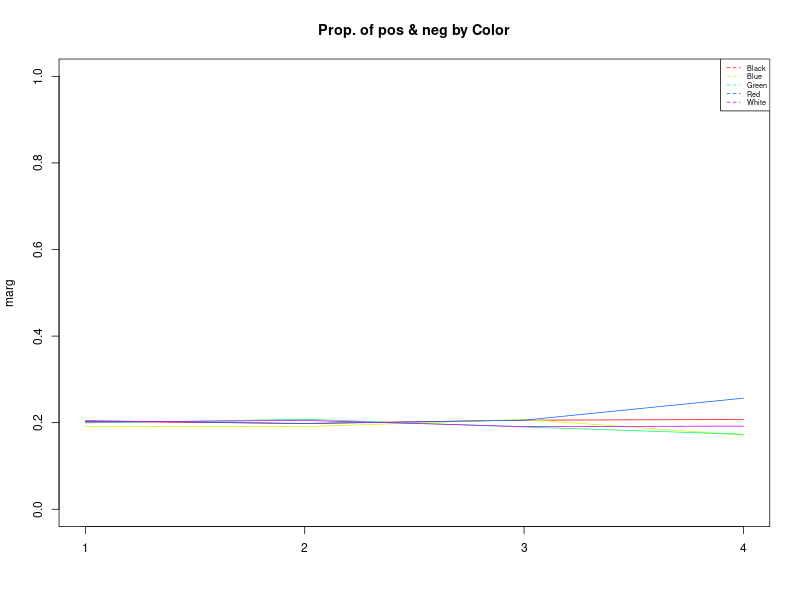 Prop. of pos & neg by Color
Black
Blue
Green
Red
White
marg
1.0
0.8
0.6
0.4
0.2
0.0
1 2 3 4